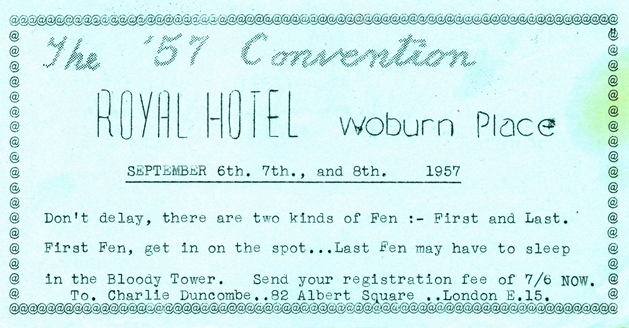 The '57 Convention
ROYAL HOTEL Woburn Place
SEPTEMBER 6th. 7th., and 8th. 1957
Don't delay, there are two kinds of Fen :- First and Last.
First Fen, get in on the spot...Last Fen may have to sleep
in the Bloody Tower. Send your registration fee of 7/6 NOW.
To. Charlie Duncombe..82 Albert Square ..London E.15.